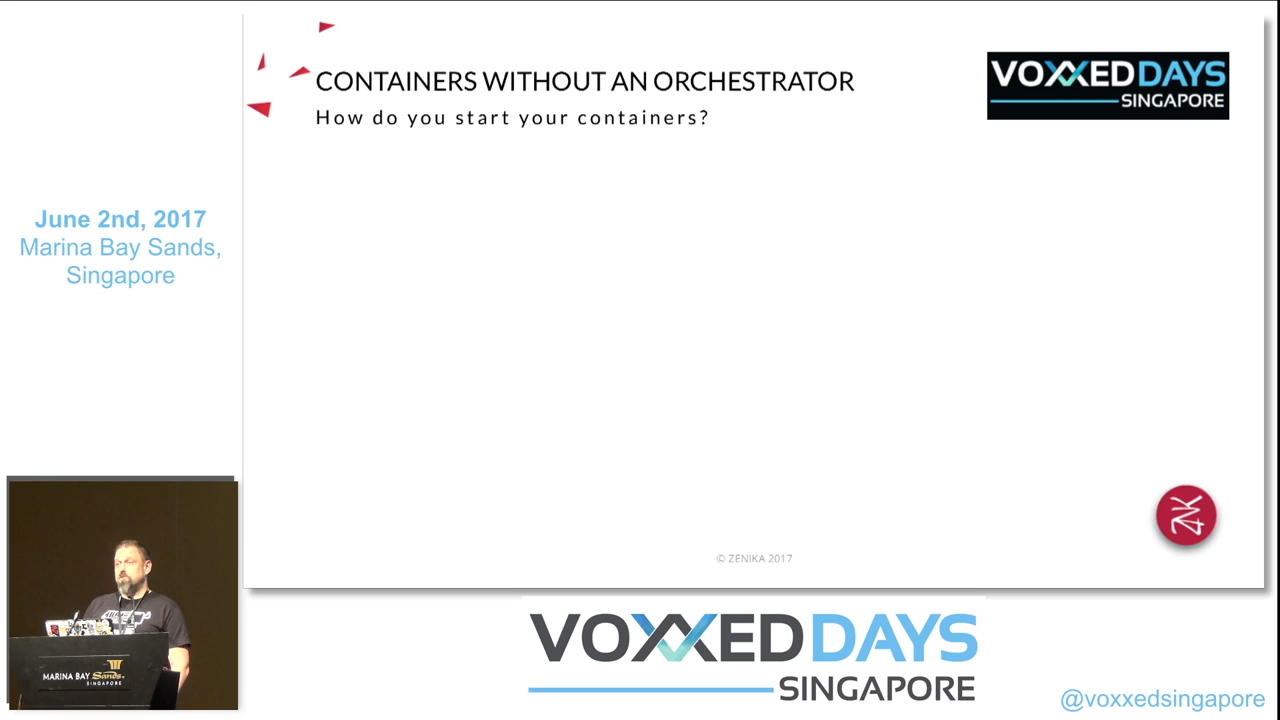 CONTAINERS WITHOUT AN ORCHESTRATOR
How do you start your containers?
VOXXEDDAYS
SINGAPORE
June 2nd, 2017
Marina Bay Sands,
Singapore
© ZENIKA 2017
MARINA BAY Sands.
SINGAPORE
VOXXEDDAYS
SINGAPORE
@voxxedsingapore